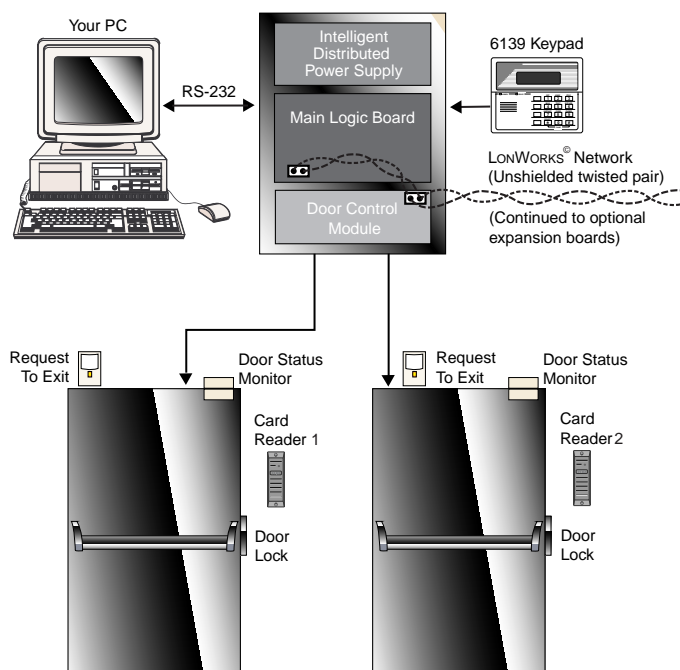 Your PC
RS-232
Intelligent
Distributed
Power Supply
Main Logic Board
Door Control
Module
6139 Keypad
LONWORKS© Network
(Unshielded twisted pair)
(Continued to optional
expansion boards)
Request
To Exit
Door Status
Monitor
Card
Reader 1
Door
Lock
Request
To Exit
Door Status
Monitor
Card
Reader 2
Door
Lock